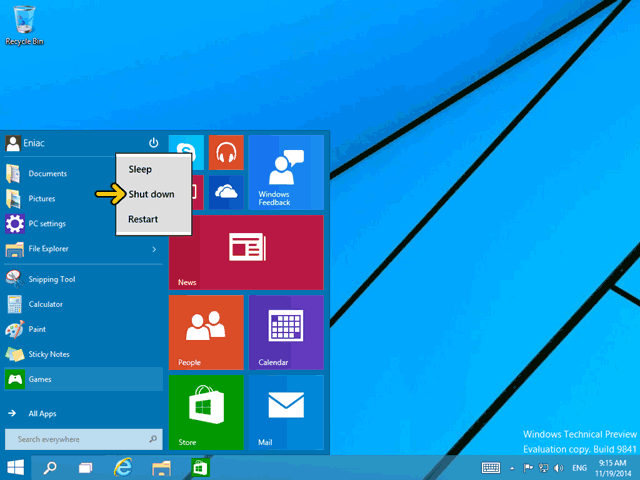 Recycle Bin
Eniac
Sleep
Shut down
Restart
Documents
Pictures
PC settings
File Explorer
Snipping Tool
Calculator
Paint
Sticky Notes
Games
All Apps
Search everywhere
Windows
Feedback
News
People
Calendar
Store
Mail
Windows Technical Preview
Evaluation copy. Build 9841
ENG
9:15 AM
11/19/2014